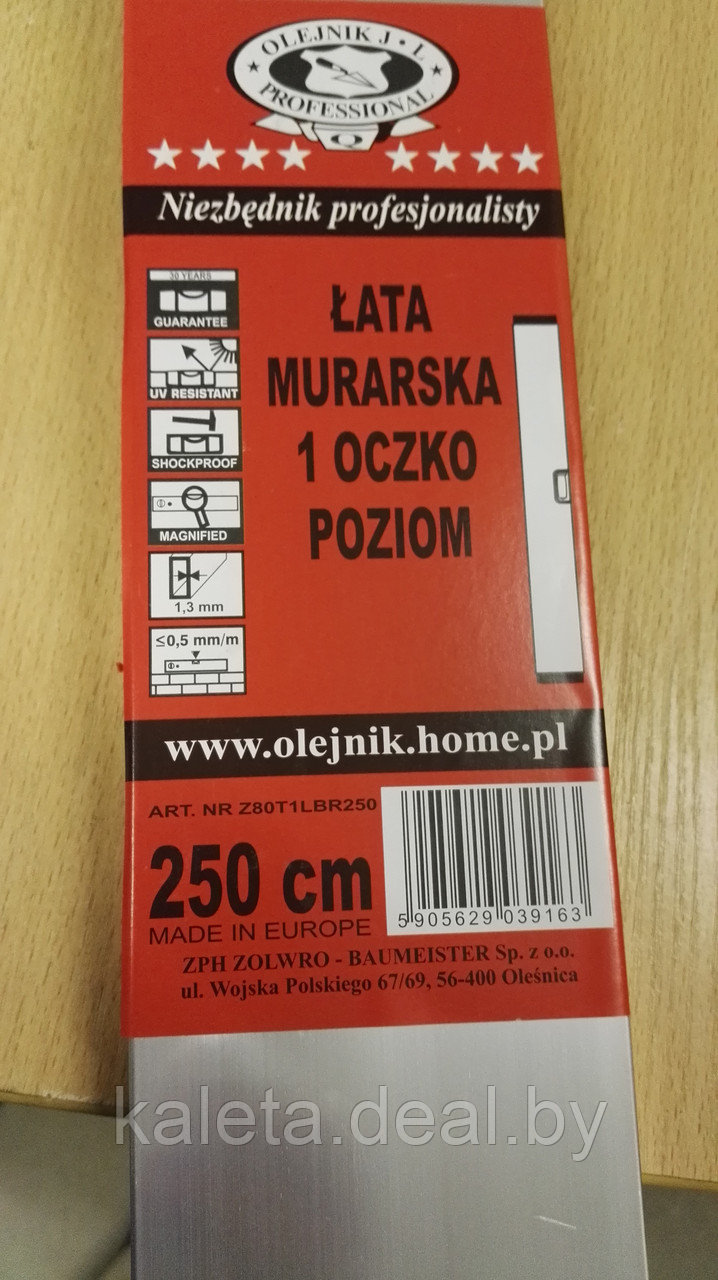 OLEJNIK J • L
PROFESSIONAL
Q
Niezbędnik profesjonalisty
30 YEARS
GUARANTEE
UV RESISTANT
SHOCKPROOF
MAGNIFIED
1,3 mm
≤0,5 mm/m
ŁATA
MURARSKA
1 OCZKO
POZIOM
www.olejnik.home.pl
ART. NR Z80T1LBR250
250 cm
MADE IN EUROPE
5 905629 039163
ZPH ZOLWRO - BAUMEISTER Sp. z o.o.
ul. Wojska Polskiego 67/69, 56-400 Oleśnica
kaleta.deal.by